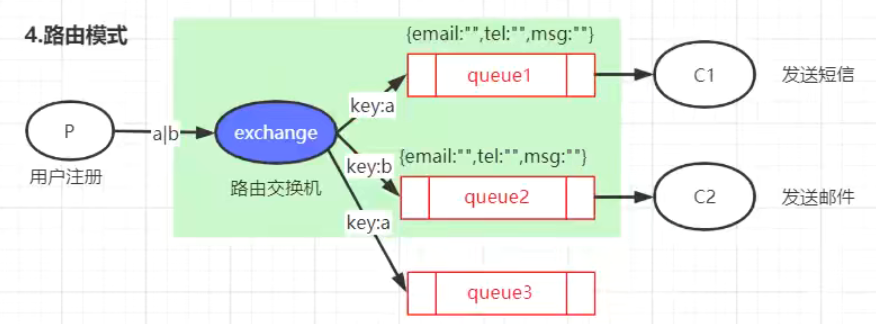 4.路由模式
{email:"",tel:"",msg:""}
queue1
C1
发送短信
key:a
P
a|b
exchange
用户注册
路由交换机
{email:"",tel:"",msg:""}
key:b
queue2
C2
发送邮件
key:a
queue3